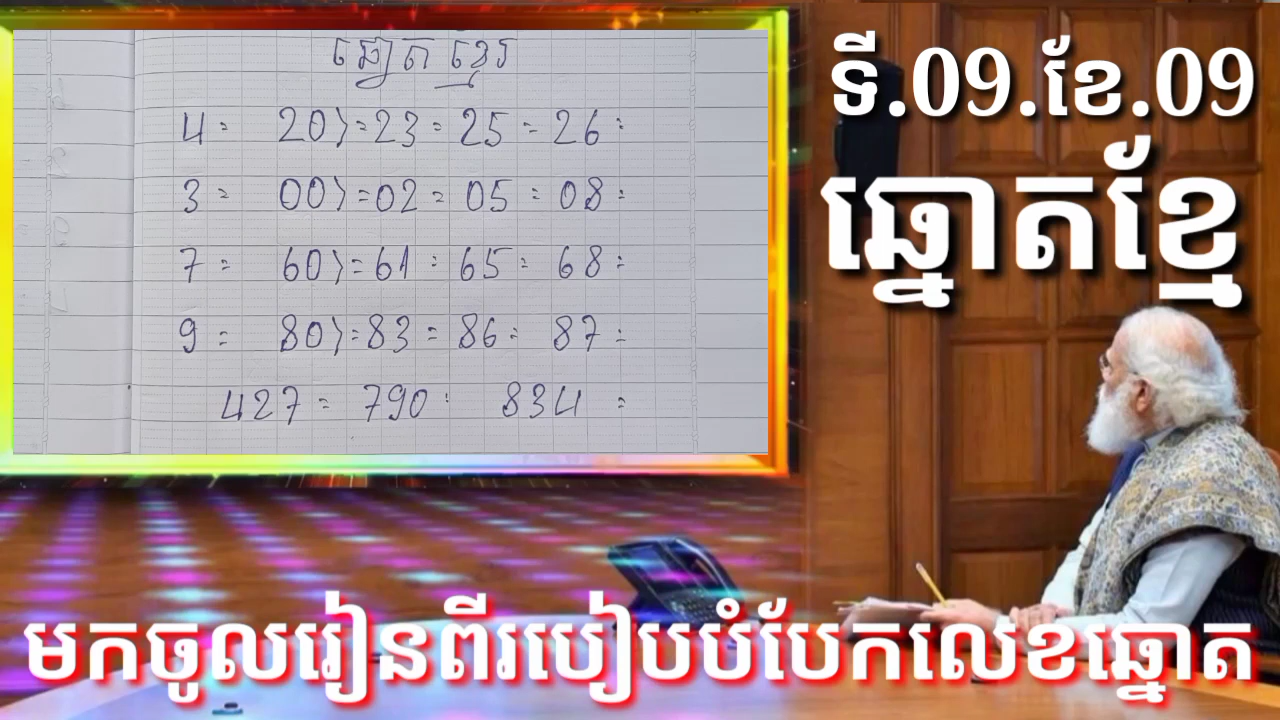 ឆ្នោត ខ្មែរ
4 = 20 ) = 23 = 25 = 26 =
3 = 00 ) = 02 = 05 = 08 =
7 = 60 ) = 61 = 65 = 68 =
9 = 80 ) = 83 = 86 = 87 =
427 = 790 = 834 =
ទី.09.ខែ.09
ឆ្នោតខ្មែ
មកចូលរៀនពីរបៀបបំបែកលេខឆ្នោត